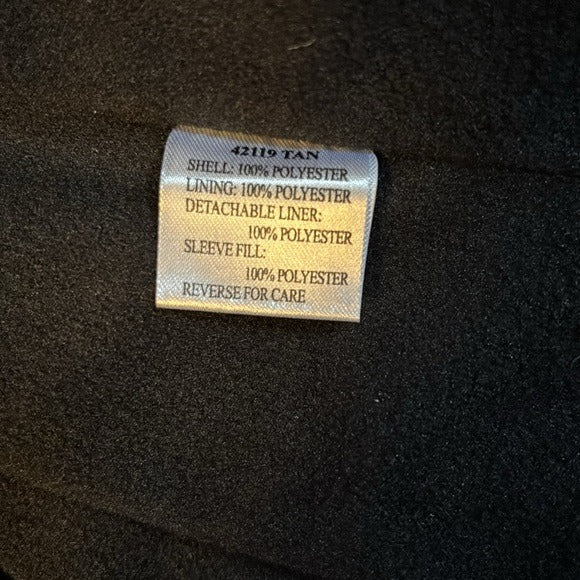 42119 TAN
SHELL: 100% POLYESTER
LINING: 100% POLYESTER
DETACHABLE LINER:
100% POLYESTER
SLEEVE FILL:
100% POLYESTER
REVERSE FOR CARE